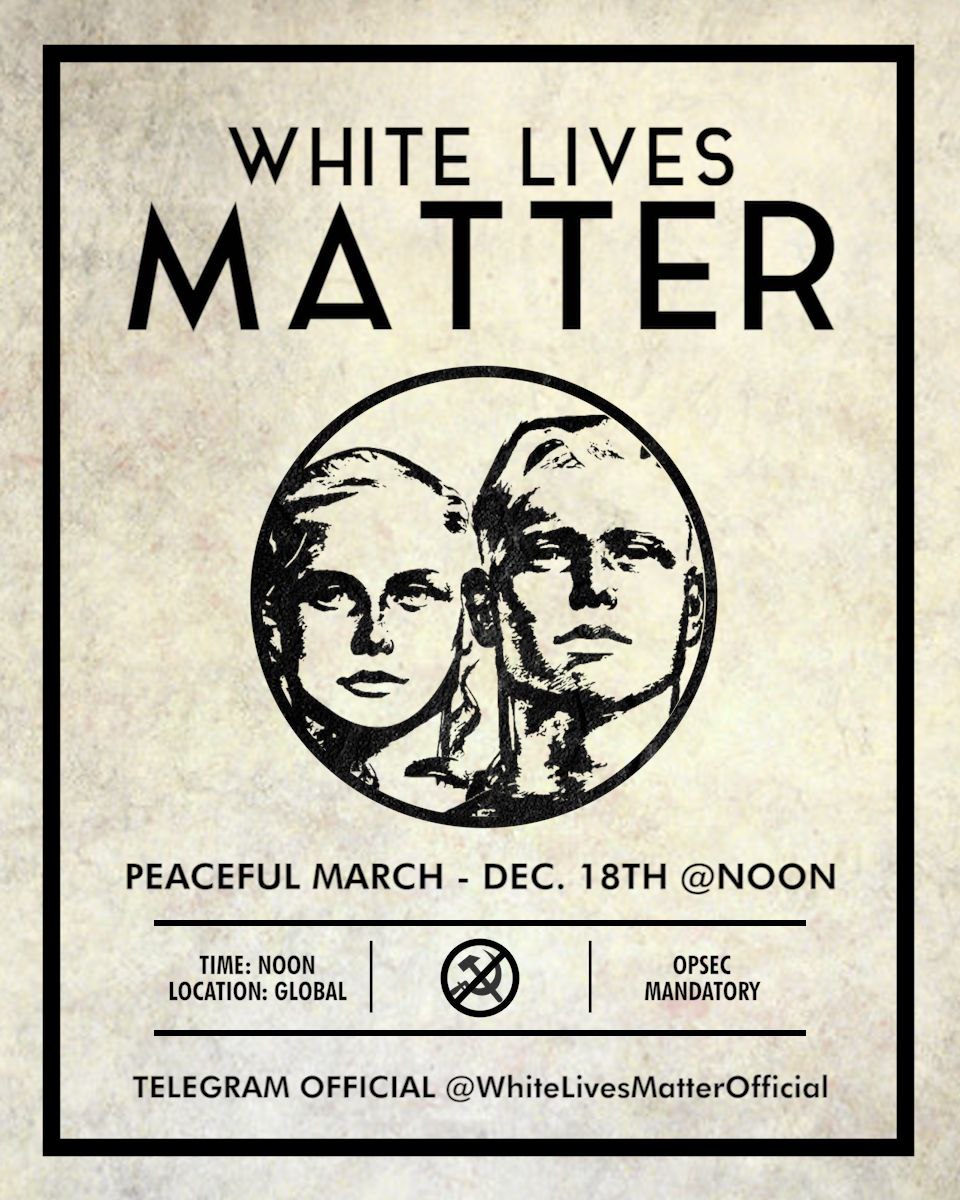 WHITE LIVES
MATTER
PEACEFUL MARCH - DEC. 18TH @NOON
TIME: NOON
LOCATION: GLOBAL
OPSEC
MANDATORY
TELEGRAM OFFICIAL @WhiteLivesMatterOfficial